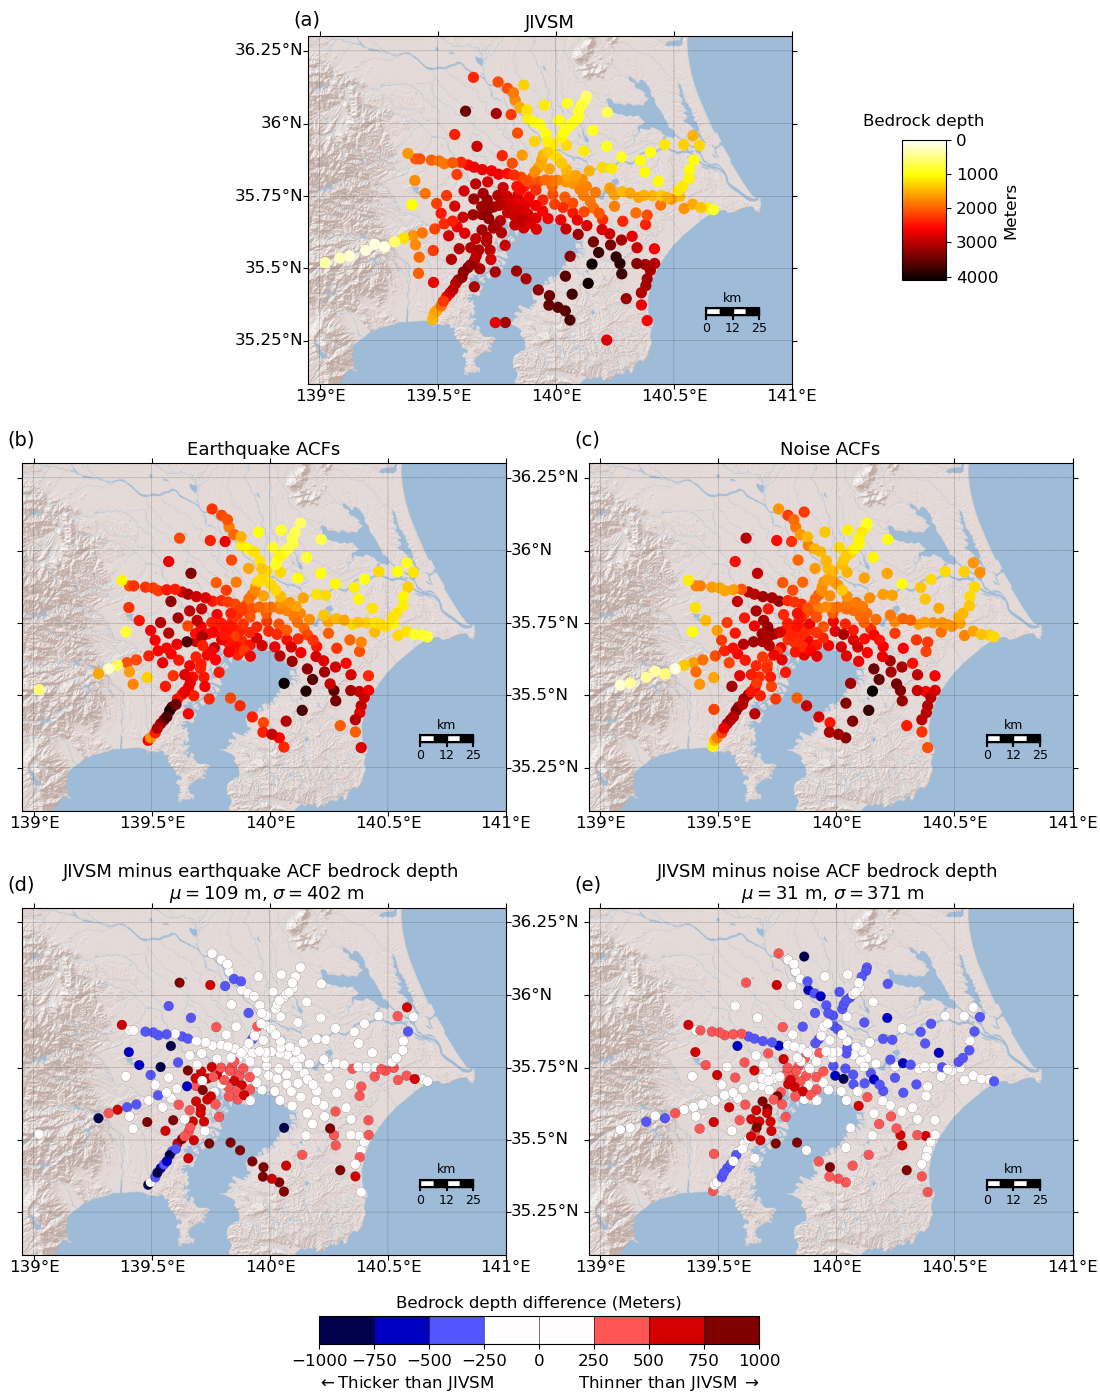 (a)
JIVSM
36.25°N
36°N
35.75°N
35.5°N
35.25°N
139°E 139.5°E 140°E 140.5°E 141°E
km
0 12 25
Bedrock depth
0
1000
2000
3000
4000
Meters
(b)
Earthquake ACFs
36.25°N
36°N
35.75°N
35.5°N
35.25°N
139°E 139.5°E 140°E 140.5°E 141°E
km
0 12 25
(c)
Noise ACFs
139°E 139.5°E 140°E 140.5°E 141°E
km
0 12 25
(d)
JIVSM minus earthquake ACF bedrock depth
μ = 109 m, σ = 402 m
36.25°N
36°N
35.75°N
35.5°N
35.25°N
139°E 139.5°E 140°E 140.5°E 141°E
km
0 12 25
(e)
JIVSM minus noise ACF bedrock depth
μ = 31 m, σ = 371 m
139°E 139.5°E 140°E 140.5°E 141°E
km
0 12 25
Bedrock depth difference (Meters)
−1000 −750 −500 −250 0 250 500 750 1000
←Thicker than JIVSM Thinner than JIVSM →